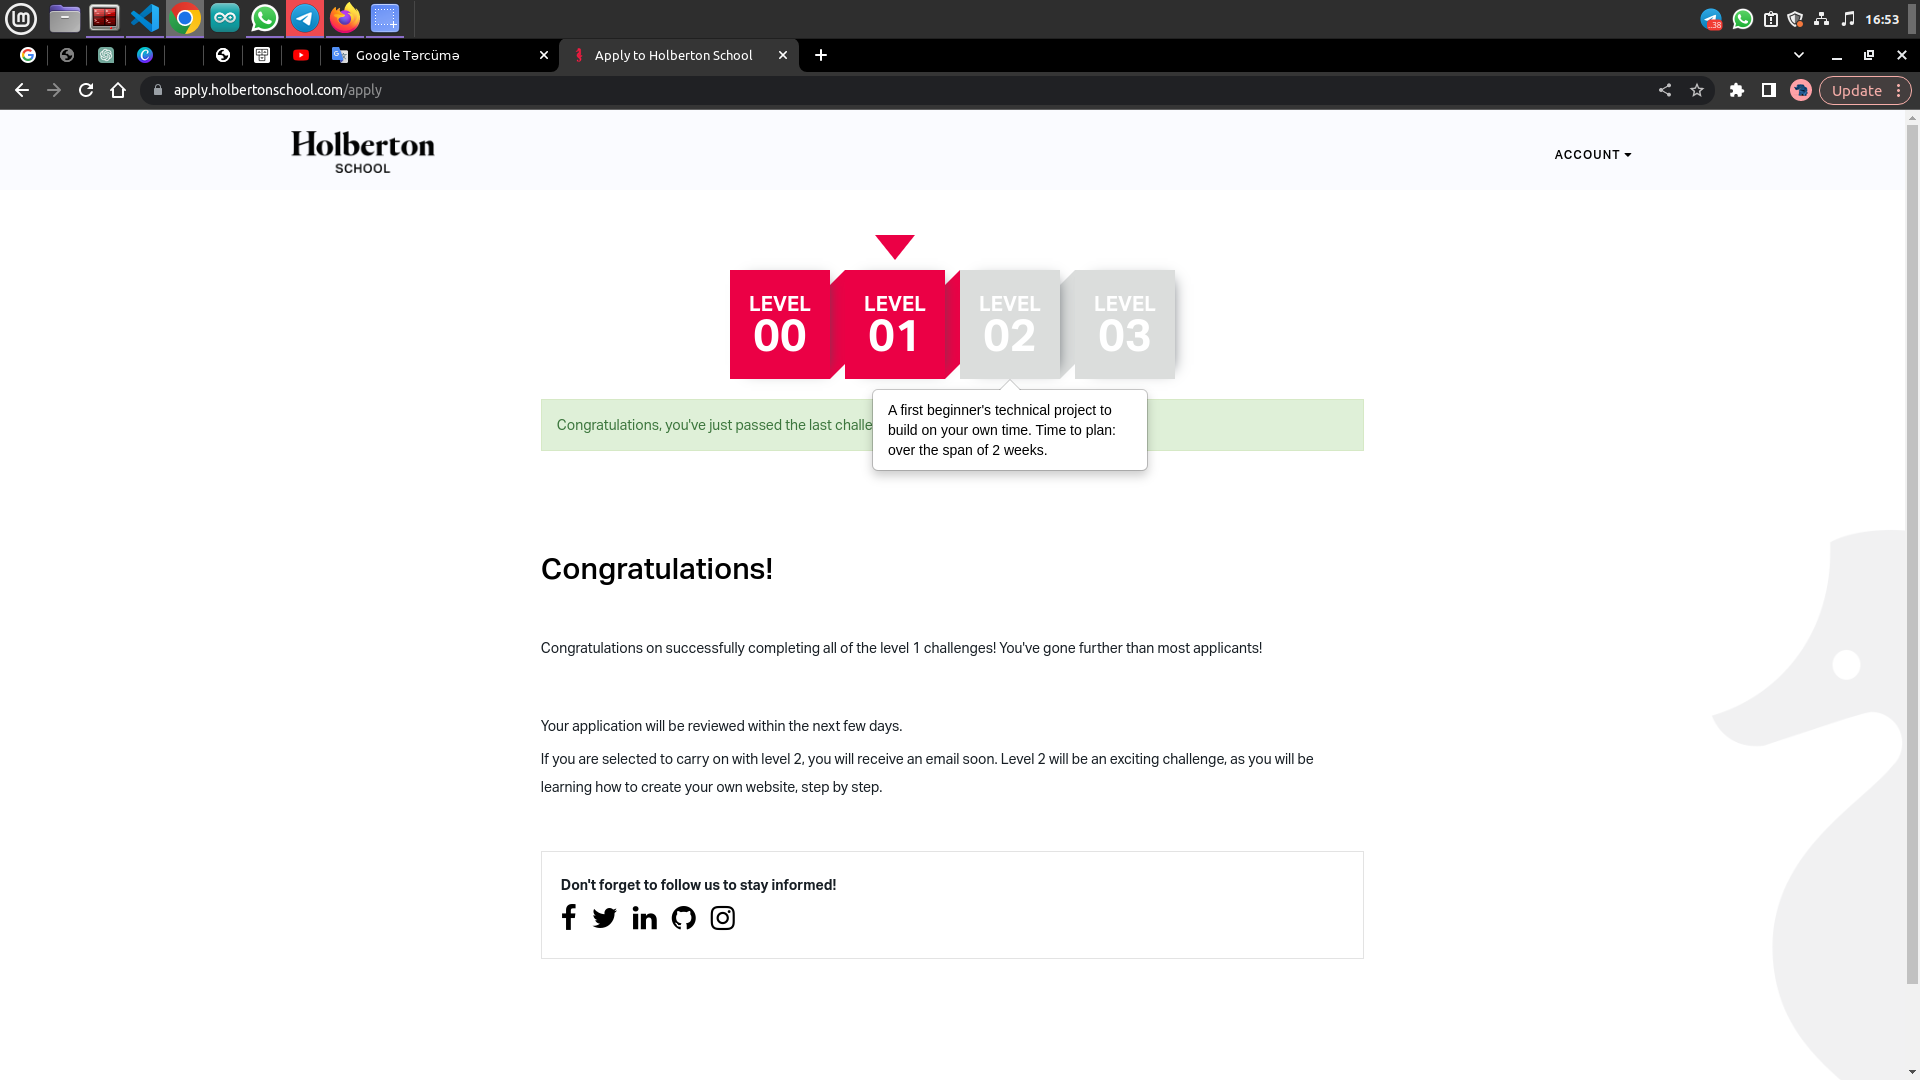 38
16:53
Google Tərcümə
Apply to Holberton School
apply.holbertonschool.com/apply
Update
Holberton
SCHOOL
ACCOUNT
LEVEL
00
LEVEL
01
LEVEL
02
LEVEL
03
Congratulations, you've just passed the last challe
A first beginner's technical project to
build on your own time. Time to plan:
over the span of 2 weeks.
Congratulations!
Congratulations on successfully completing all of the level 1 challenges! You've gone further than most applicants!
Your application will be reviewed within the next few days.
If you are selected to carry on with level 2, you will receive an email soon. Level 2 will be an exciting challenge, as you will be
learning how to create your own website, step by step.
Don't forget to follow us to stay informed!